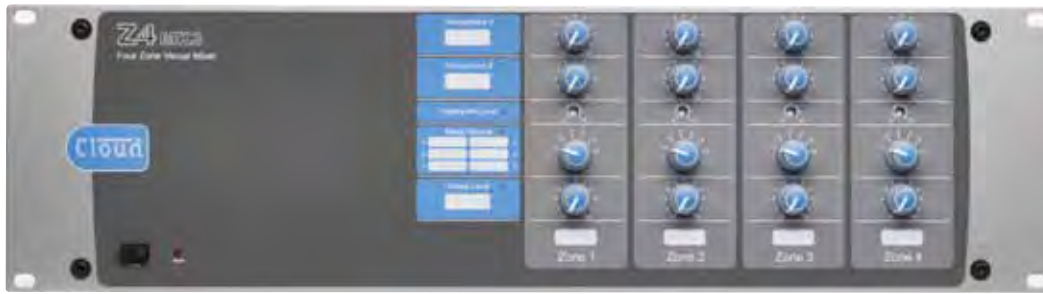 Z4 MK3
Four Zone Venue Mixer
Microphone 1
Microphone 2
Music Source
Music Level
Cloud
Zone 1
Zone 2
Zone 3
Zone 4